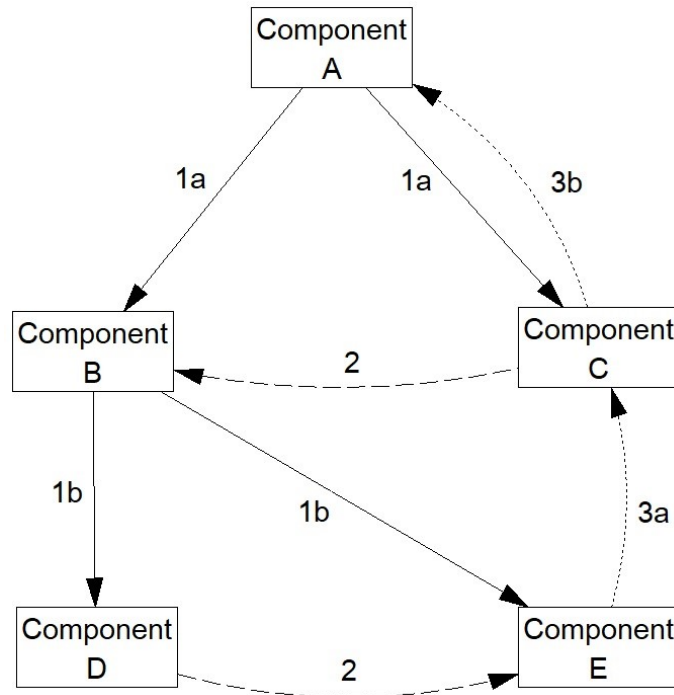 Component
A
1a
1a
3b
Component
B
2
Component
C
1b
1b
3a
Component
D
2
Component
E